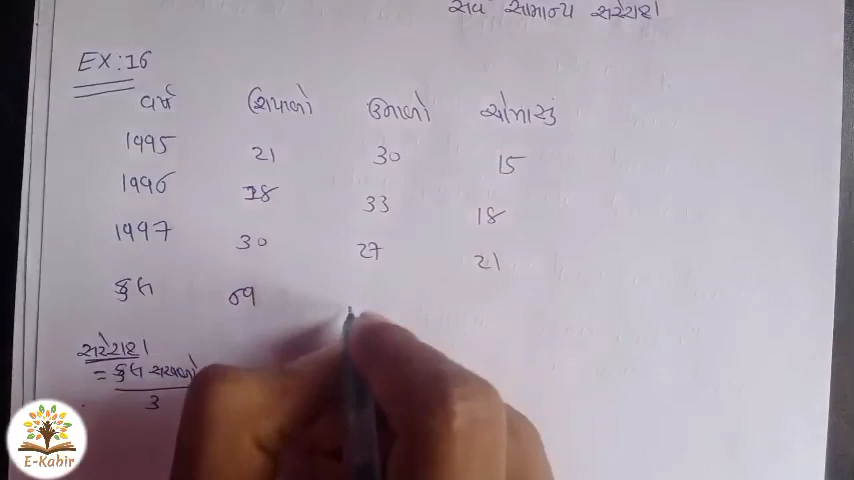 સર્વ સામાન્ય સરેરાશ
EX:16
વર્ષ શિયાળો ઉનાળો ચોમાસું
1995 21 30 15
1996 18 33 18
1997 30 27 21
કુલ
સરેરાશ
= કુલ સરવાળો
3
E-Kabir